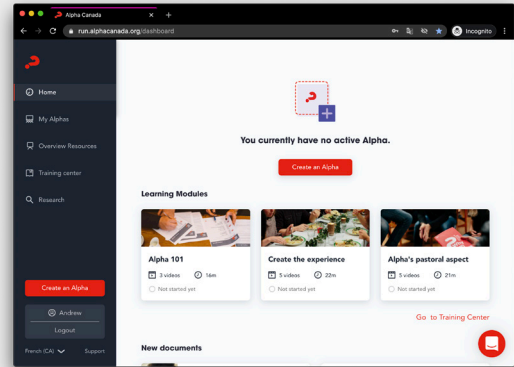 Alpha Canada
run.alphacanada.org/dashboard
Incognito
Home
My Alphas
Overview Resources
Training center
Research
Create an Alpha
Andrew
Logout
French (CA)
Support
You currently have no active Alpha.
Create an Alpha
Learning Modules
Alpha 101
3 videos 16m
Not started yet
Create the experience
5 videos 22m
Not started yet
Alpha's pastoral aspect
5 videos 21m
Not started yet
Go to Training Center
New documents